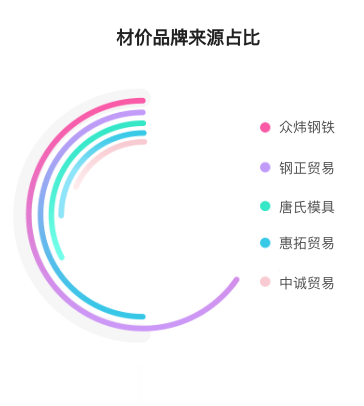 材价品牌来源占比
众炜钢铁
钢正贸易
唐氏模具
惠拓贸易
中诚贸易